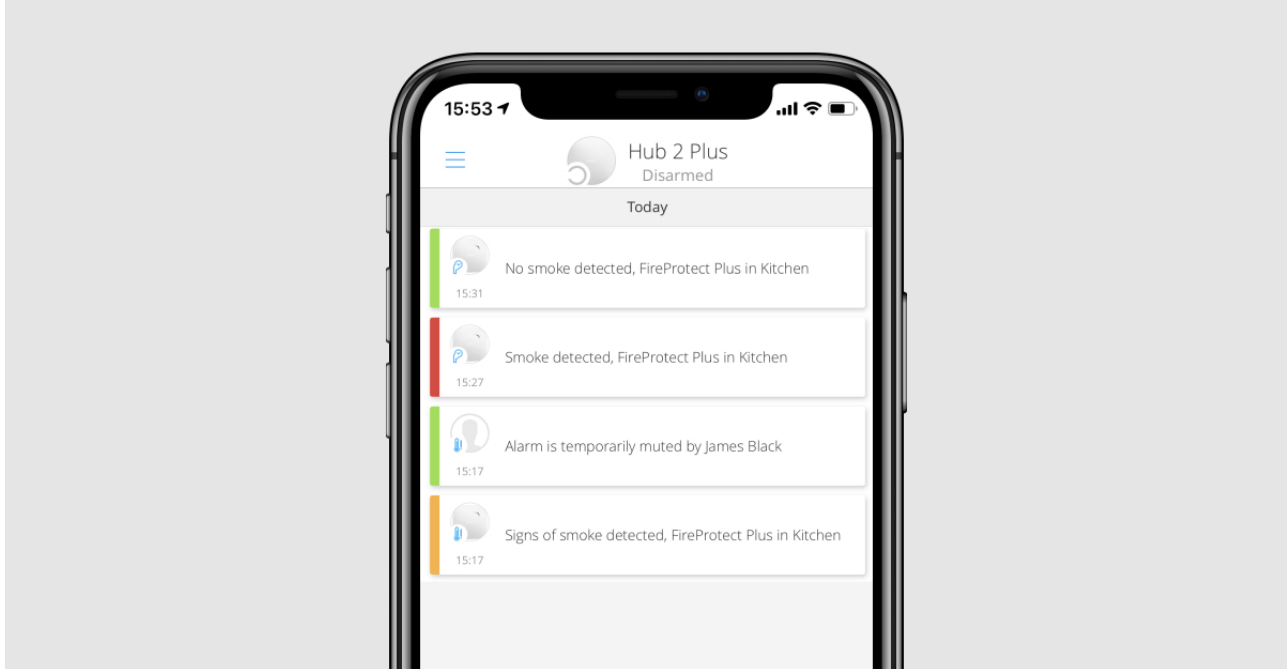 15:53
Hub 2 Plus
Disarmed
Today
No smoke detected, FireProtect Plus in Kitchen
15:31
Smoke detected, FireProtect Plus in Kitchen
15:27
Alarm is temporarily muted by James Black
15:17
Signs of smoke detected, FireProtect Plus in Kitchen
15:17